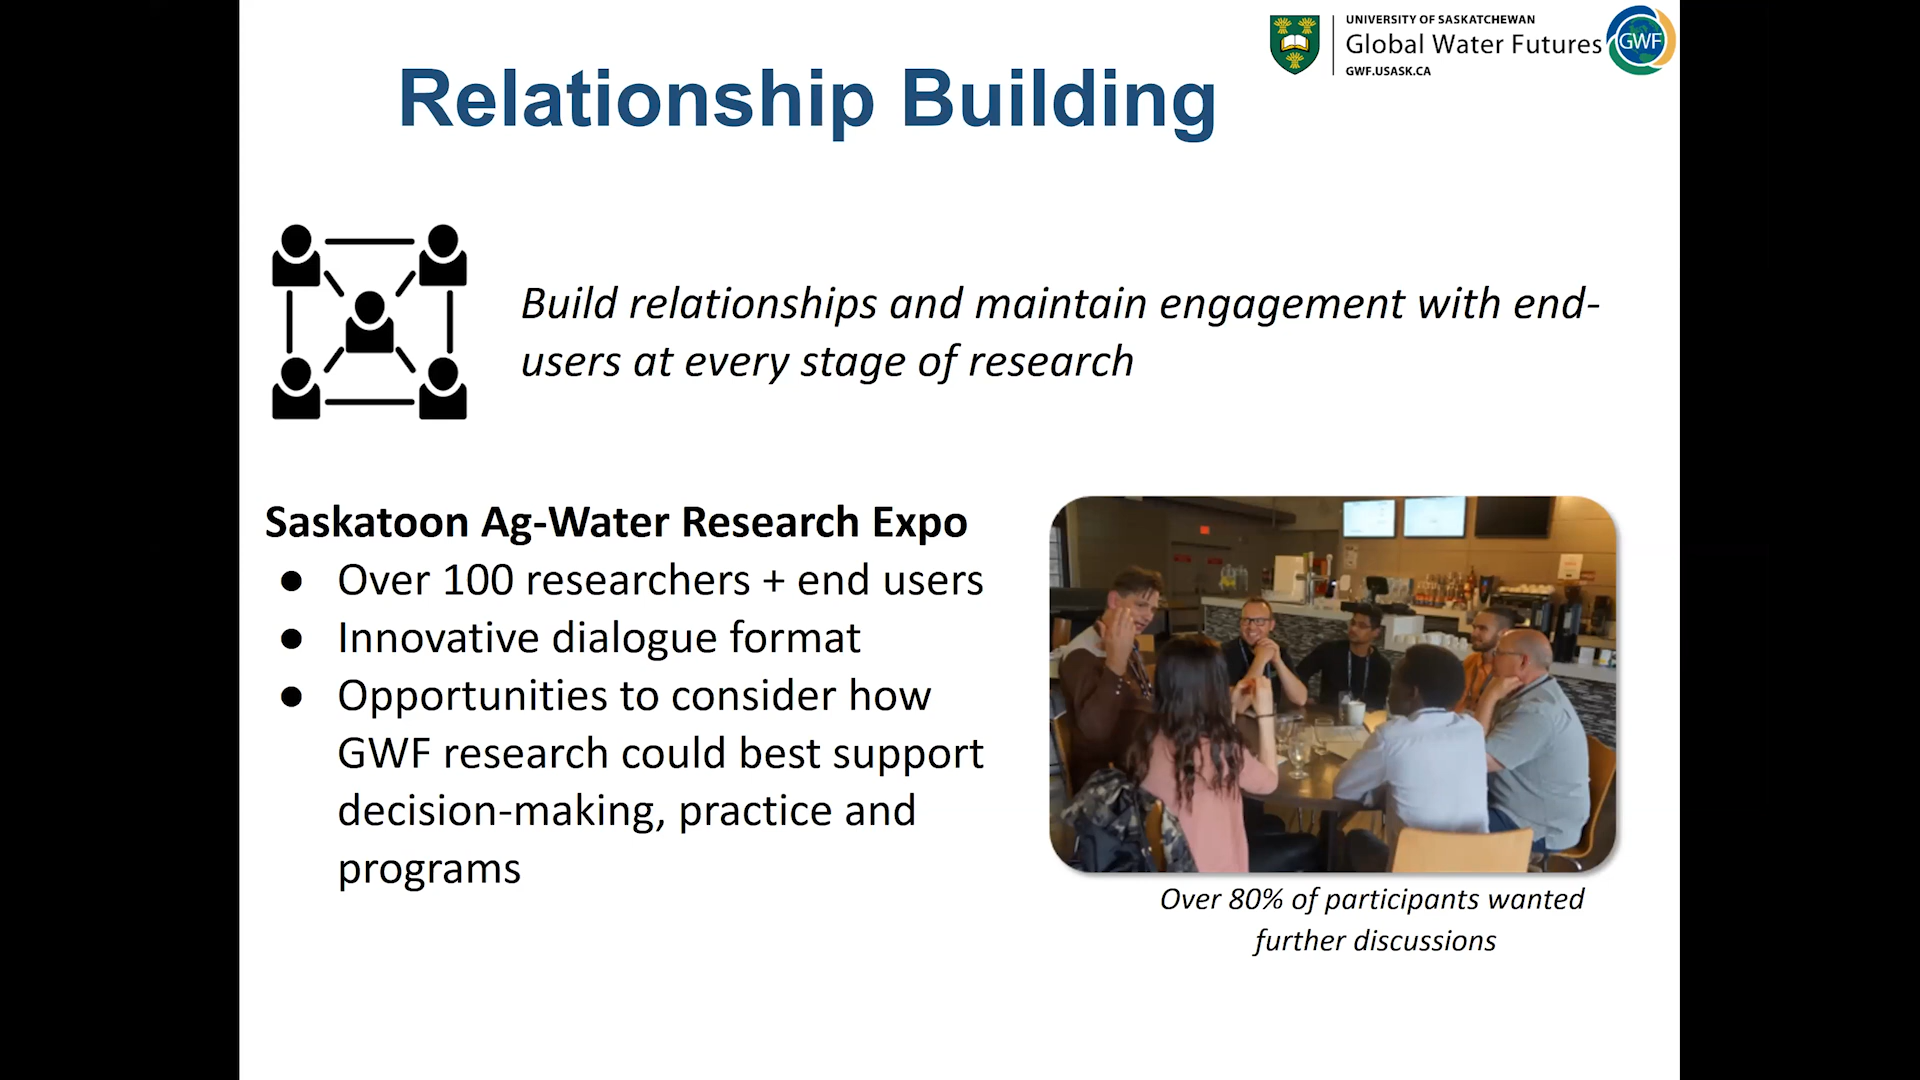 UNIVERSITY OF SASKATCHEWAN
Global Water Futures
GWF.USASK.CA
GWF
Relationship Building
Build relationships and maintain engagement with end-
users at every stage of research
Saskatoon Ag-Water Research Expo
● Over 100 researchers + end users
● Innovative dialogue format
● Opportunities to consider how
GWF research could best support
decision-making, practice and
programs
Over 80% of participants wanted
further discussions